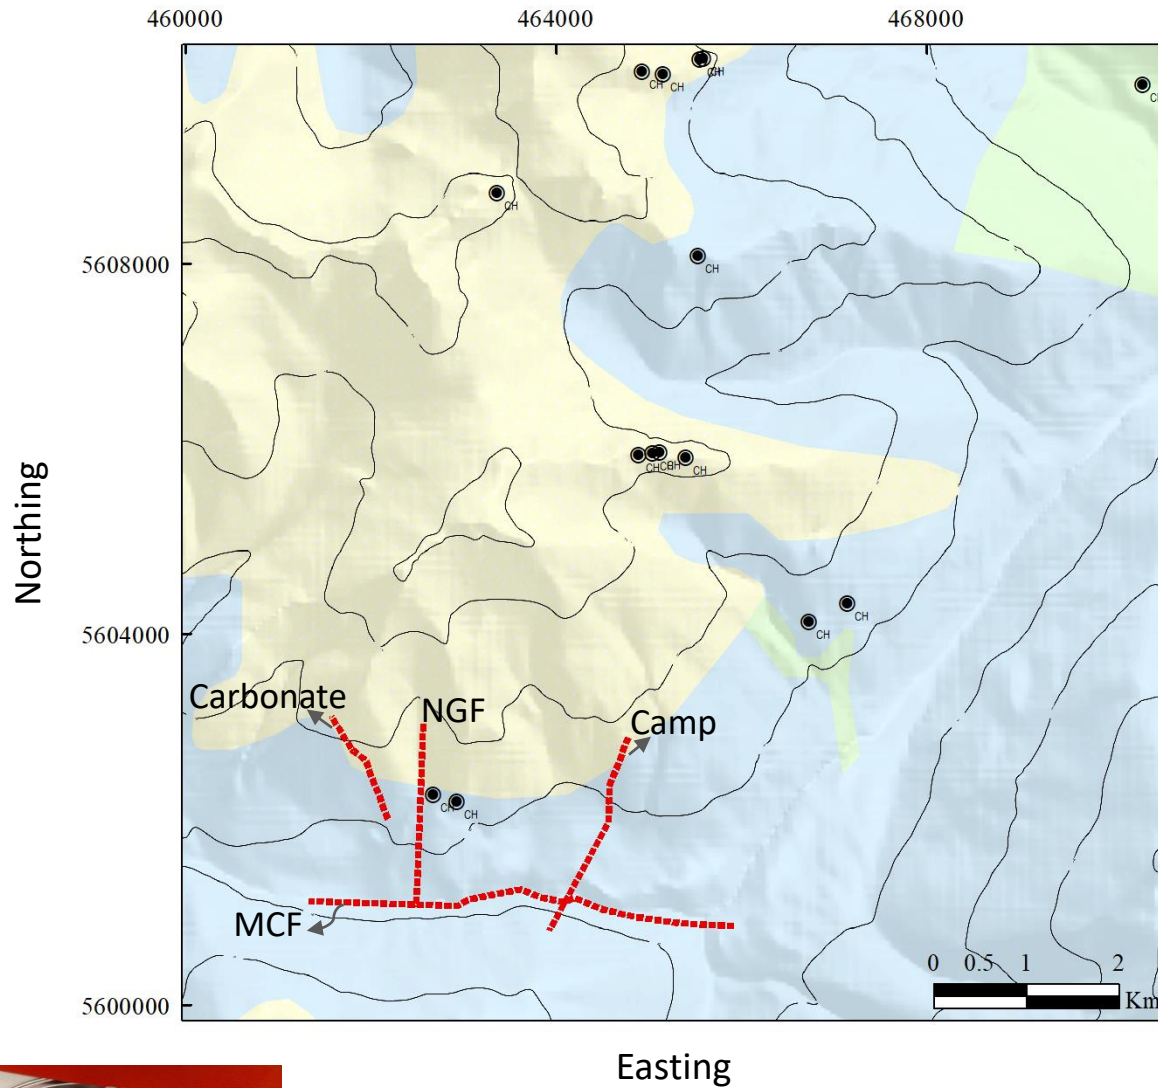 460000 464000 468000
CH CH CH
CH
CH
5608000
CH
CH CH
CH
Northing
CH
CH
5604000
Carbonate NGF Camp
CH CH
MCF
0 0.5 1 2
Km
5600000
Easting